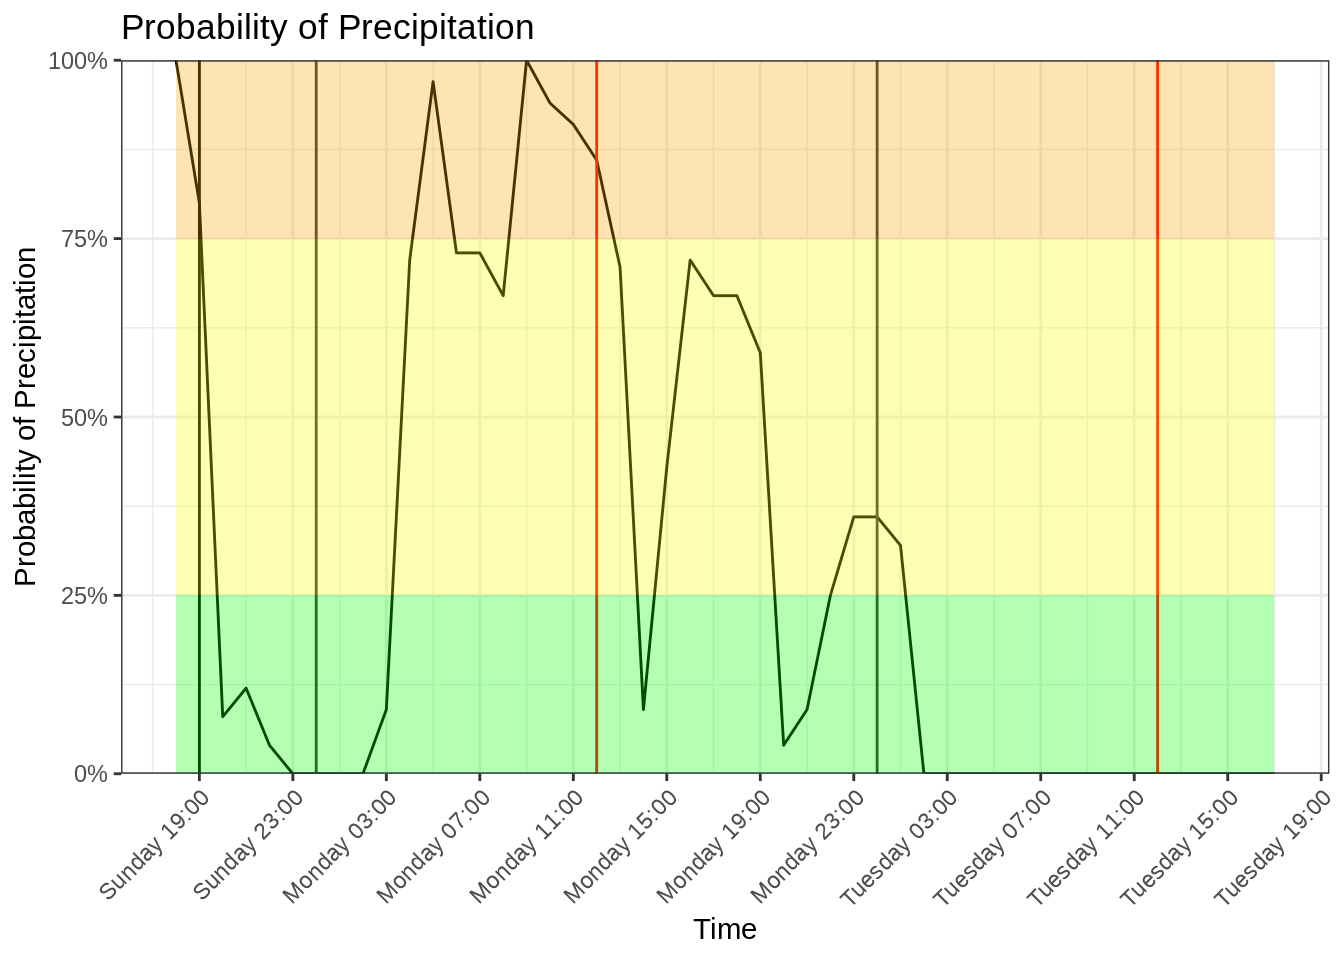 Probability of Precipitation
Probability of Precipitation
100%
75%
50%
25%
0%
Sunday 19:00
Sunday 23:00
Monday 03:00
Monday 07:00
Monday 11:00
Monday 15:00
Monday 19:00
Monday 23:00
Tuesday 03:00
Tuesday 07:00
Tuesday 11:00
Tuesday 15:00
Tuesday 19:00
Time